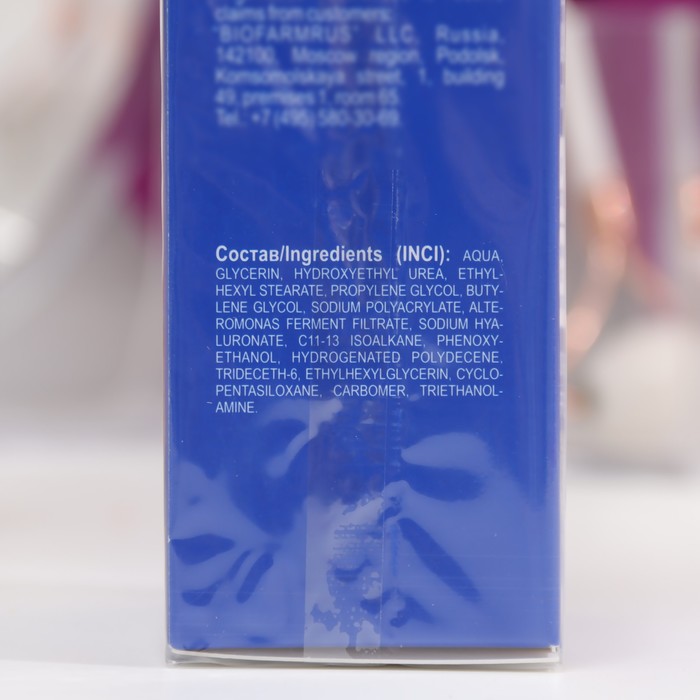 claims from customers:
"BIOFARMRUS" LLC, Russia,
142100, Moscow region, Podolsk,
Komsomolskaya street, 1, building
49, premises 1, room 65.
Tel.: +7 (495) 580-30-69.
Состав/Ingredients (INCI): AQUA,
GLYCERIN, HYDROXYETHYL UREA, ETHYL-
HEXYL STEARATE, PROPYLENE GLYCOL, BUTY-
LENE GLYCOL, SODIUM POLYACRYLATE, ALTE-
ROMONAS FERMENT FILTRATE, SODIUM HYA-
LURONATE, C11-13 ISOALKANE, PHENOXY-
ETHANOL, HYDROGENATED POLYDECENE,
TRIDECETH-6, ETHYLHEXYLGLYCERIN, CYCLO-
PENTASILOXANE, CARBOMER, TRIETHANOL-
AMINE.